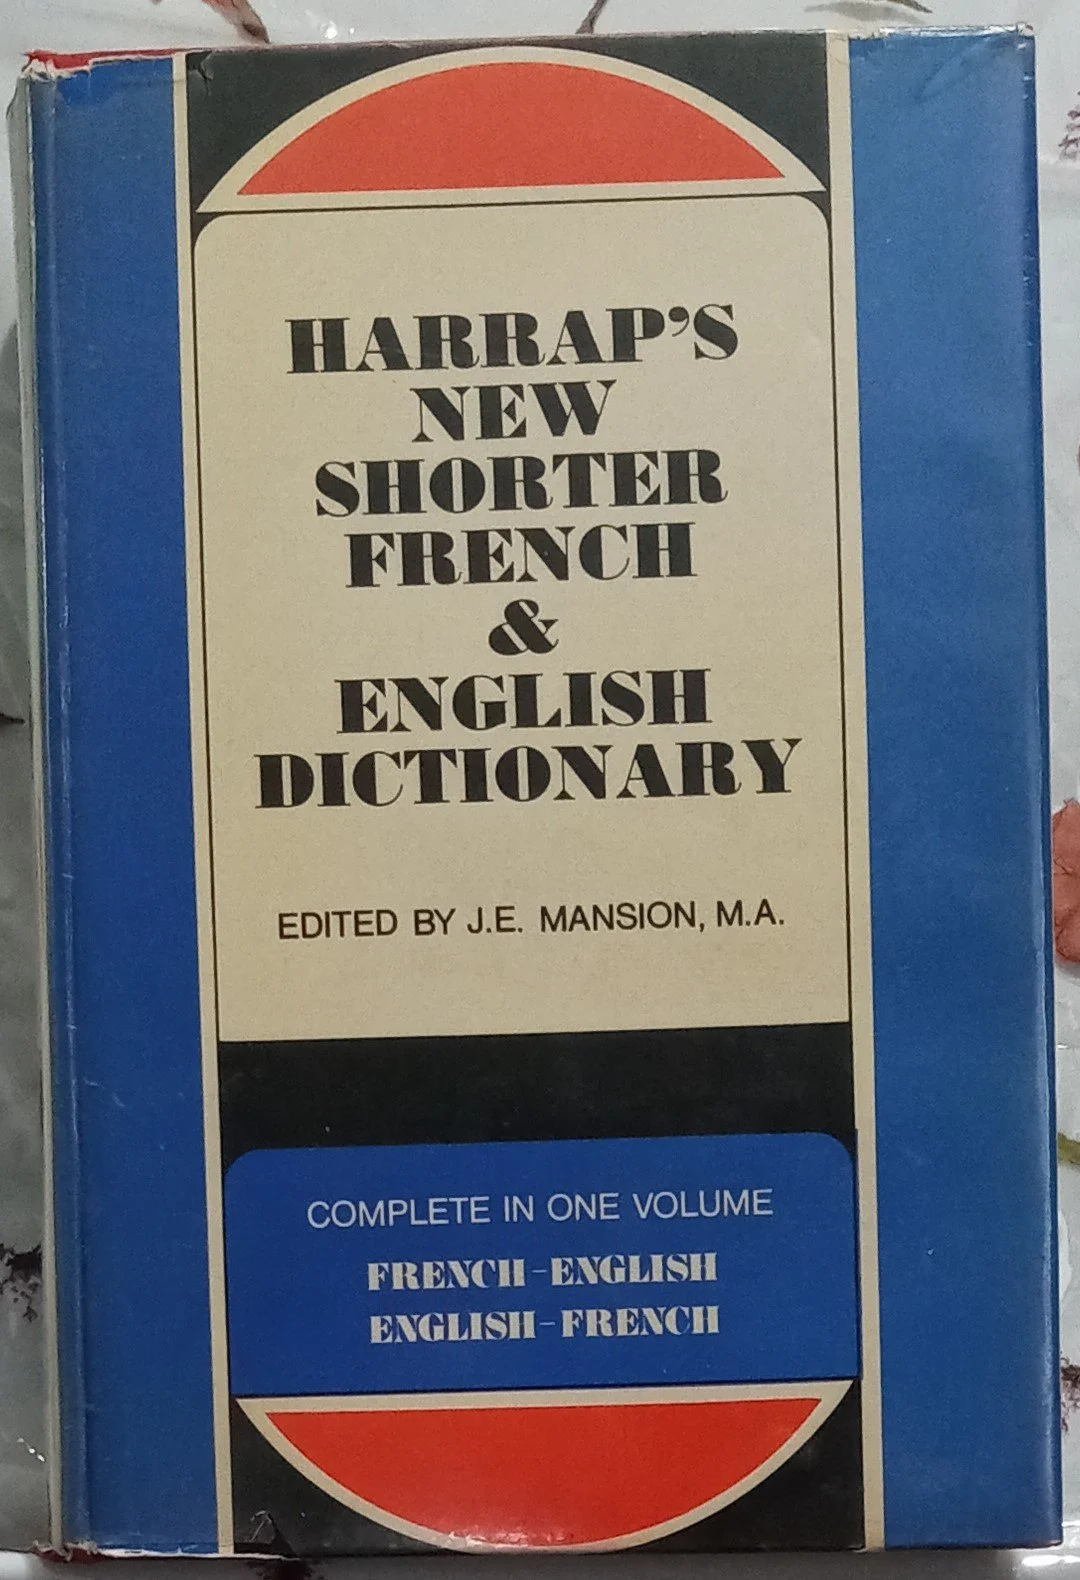 HARRAP'S
NEW
SHORTER
FRENCH
&
ENGLISH
DICTIONARY
EDITED BY J.E. MANSION, M.A.
COMPLETE IN ONE VOLUME
FRENCH-ENGLISH
ENGLISH-FRENCH